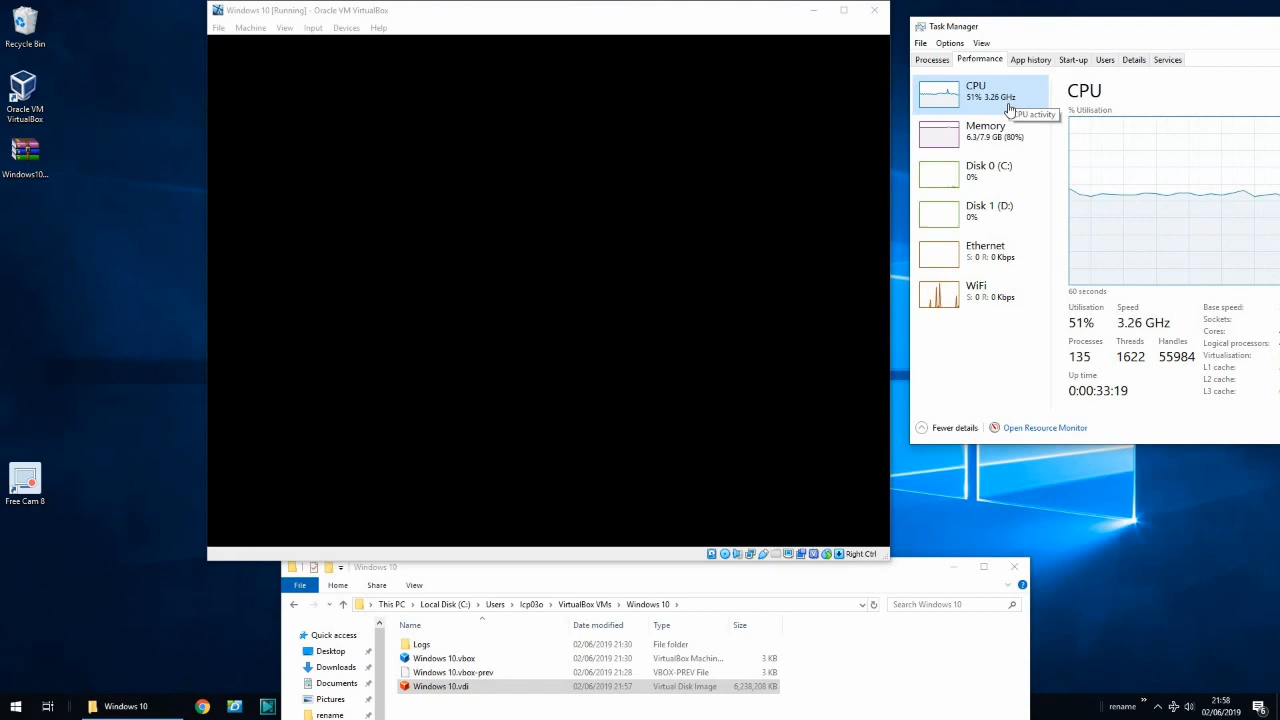 Recycle Bin
Oracle VM
VirtualBox
Windows10...
Free Cam 8
Windows 10 [Running] - Oracle VM VirtualBox
File Machine View Input Devices Help
Right Ctrl
Task Manager
File Options View
Processes Performance App history Start-up Users Details Services
CPU
51% 3.26 GHz
CPU activity
Memory
6.3/7.9 GB (80%)
Disk 0 (C:)
0%
Disk 1 (D:)
0%
Ethernet
S: 0 R: 0 Kbps
WiFi
S: 0 R: 0 Kbps
CPU
% Utilisation
60 seconds
Utilisation Speed
51% 3.26 GHz
Processes Threads Handles
135 1622 55984
Up time
0:00:33:19
Base speed:
Sockets:
Cores:
Logical processors:
Virtualisation:
L1 cache:
L2 cache:
L3 cache:
Fewer details Open Resource Monitor
Windows 10
File Home Share View
This PC > Local Disk (C:) > Users > lcp03o > VirtualBox VMs > Windows 10 >
Search Windows 10
Quick access
Desktop
Downloads
Documents
Pictures
rename
Name Date modified Type Size
Logs 02/06/2019 21:30 File folder
Windows 10.vbox 02/06/2019 21:30 VirtualBox Machin... 3 KB
Windows 10.vbox-prev 02/06/2019 21:28 VBOX-PREV File 3 KB
Windows 10.vdi 02/06/2019 21:57 Virtual Disk Image 6,238,208 KB
Windows 10
rename
21:58
02/06/2019
6